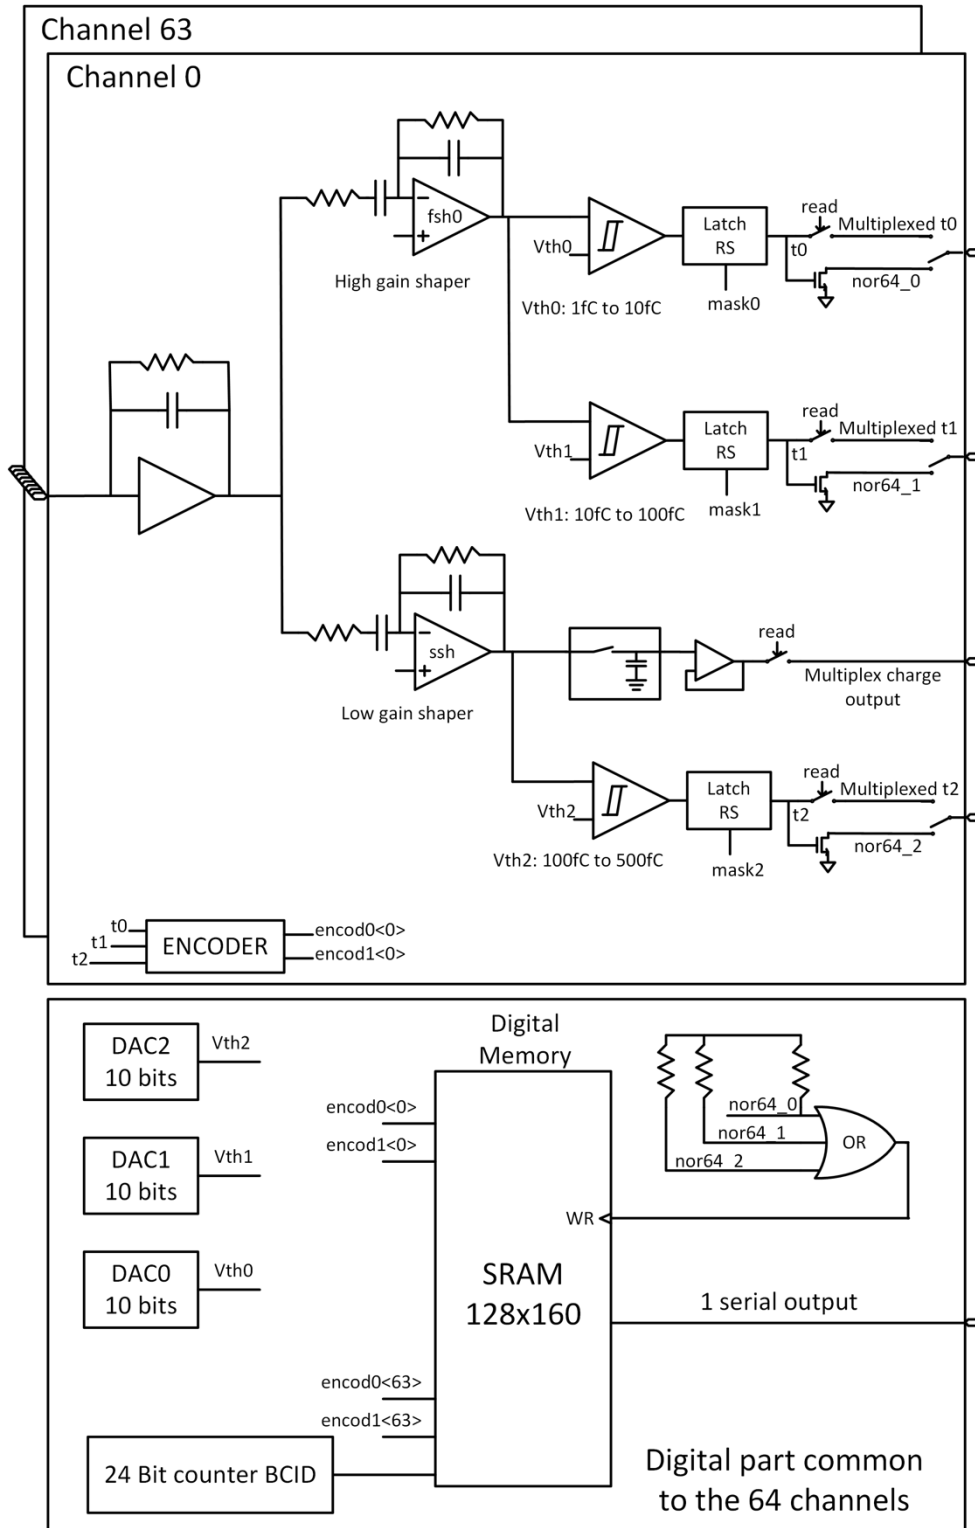 Channel 63
Channel 0
fsh0
High gain shaper
Vth0
Vth0: 1fC to 10fC
Latch
RS
mask0
t0
read
Multiplexed t0
nor64_0
Vth1
Vth1: 10fC to 100fC
Latch
RS
mask1
t1
read
Multiplexed t1
nor64_1
ssh
Low gain shaper
read
Multiplex charge
output
Vth2
Vth2: 100fC to 500fC
Latch
RS
mask2
t2
read
Multiplexed t2
nor64_2
t0
t1
t2
ENCODER
encod0<0>
encod1<0>
DAC2
10 bits
Vth2
DAC1
10 bits
Vth1
DAC0
10 bits
Vth0
Digital
Memory
encod0<0>
encod1<0>
WR
SRAM
128x160
encod0<63>
encod1<63>
24 Bit counter BCID
nor64_0
nor64_1
nor64_2
OR
1 serial output
Digital part common
to the 64 channels